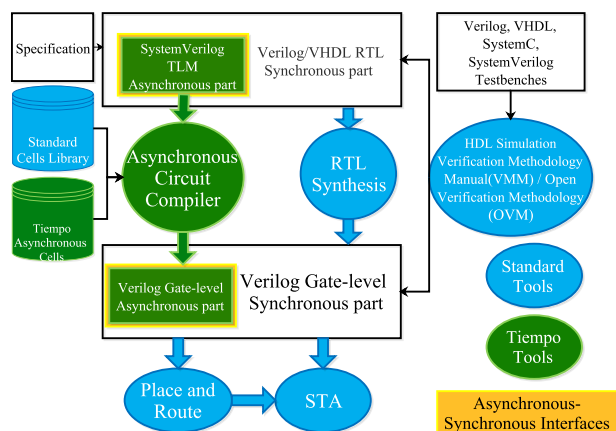 Specification
SystemVerilog
TLM
Asynchronous part
Verilog/VHDL RTL
Synchronous part
Verilog, VHDL,
SystemC,
SystemVerilog
Testbenches
Standard
Cells Library
Tiempo
Asynchronous
Cells
Asynchronous
Circuit
Compiler
RTL
Synthesis
HDL Simulation
Verification Methodology
Manual(VMM) / Open
Verification Methodology
(OVM)
Verilog Gate-level
Asynchronous part
Verilog Gate-level
Synchronous part
Standard
Tools
Tiempo
Tools
Place and
Route
STA
Asynchronous-
Synchronous Interfaces